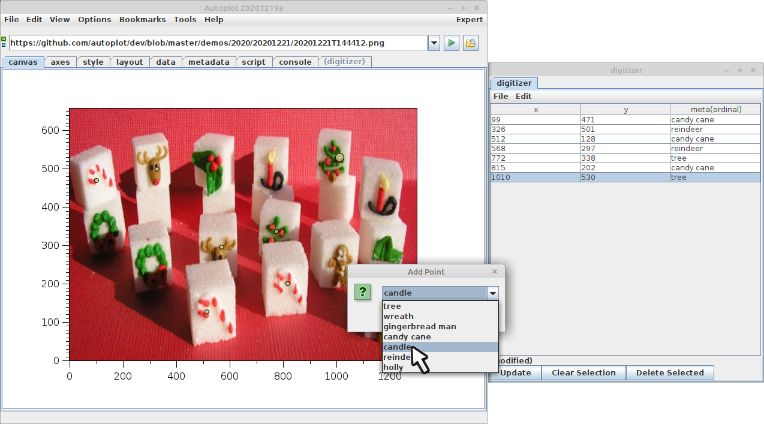 Autoplot 20201219a
File Edit View Options Bookmarks Tools Help Expert
https://github.com/autoplot/dev/blob/master/demos/2020/20201221/20201221T144412.png
canvas axes style layout data metadata script console (digitizer)
600
500
400
300
200
100
0
0 200 400 600 800 1000 1200
digitizer
digitizer
File Edit
x y meta(ordinal)
99 471 candy cane
326 501 reindeer
512 128 candy cane
568 297 reindeer
772 338 tree
815 202 candy cane
1010 530 tree
Add Point
? candle
tree
wreath
gingerbread man
candy cane
candle
reinde
holly
odified)
Update Clear Selection Delete Selected